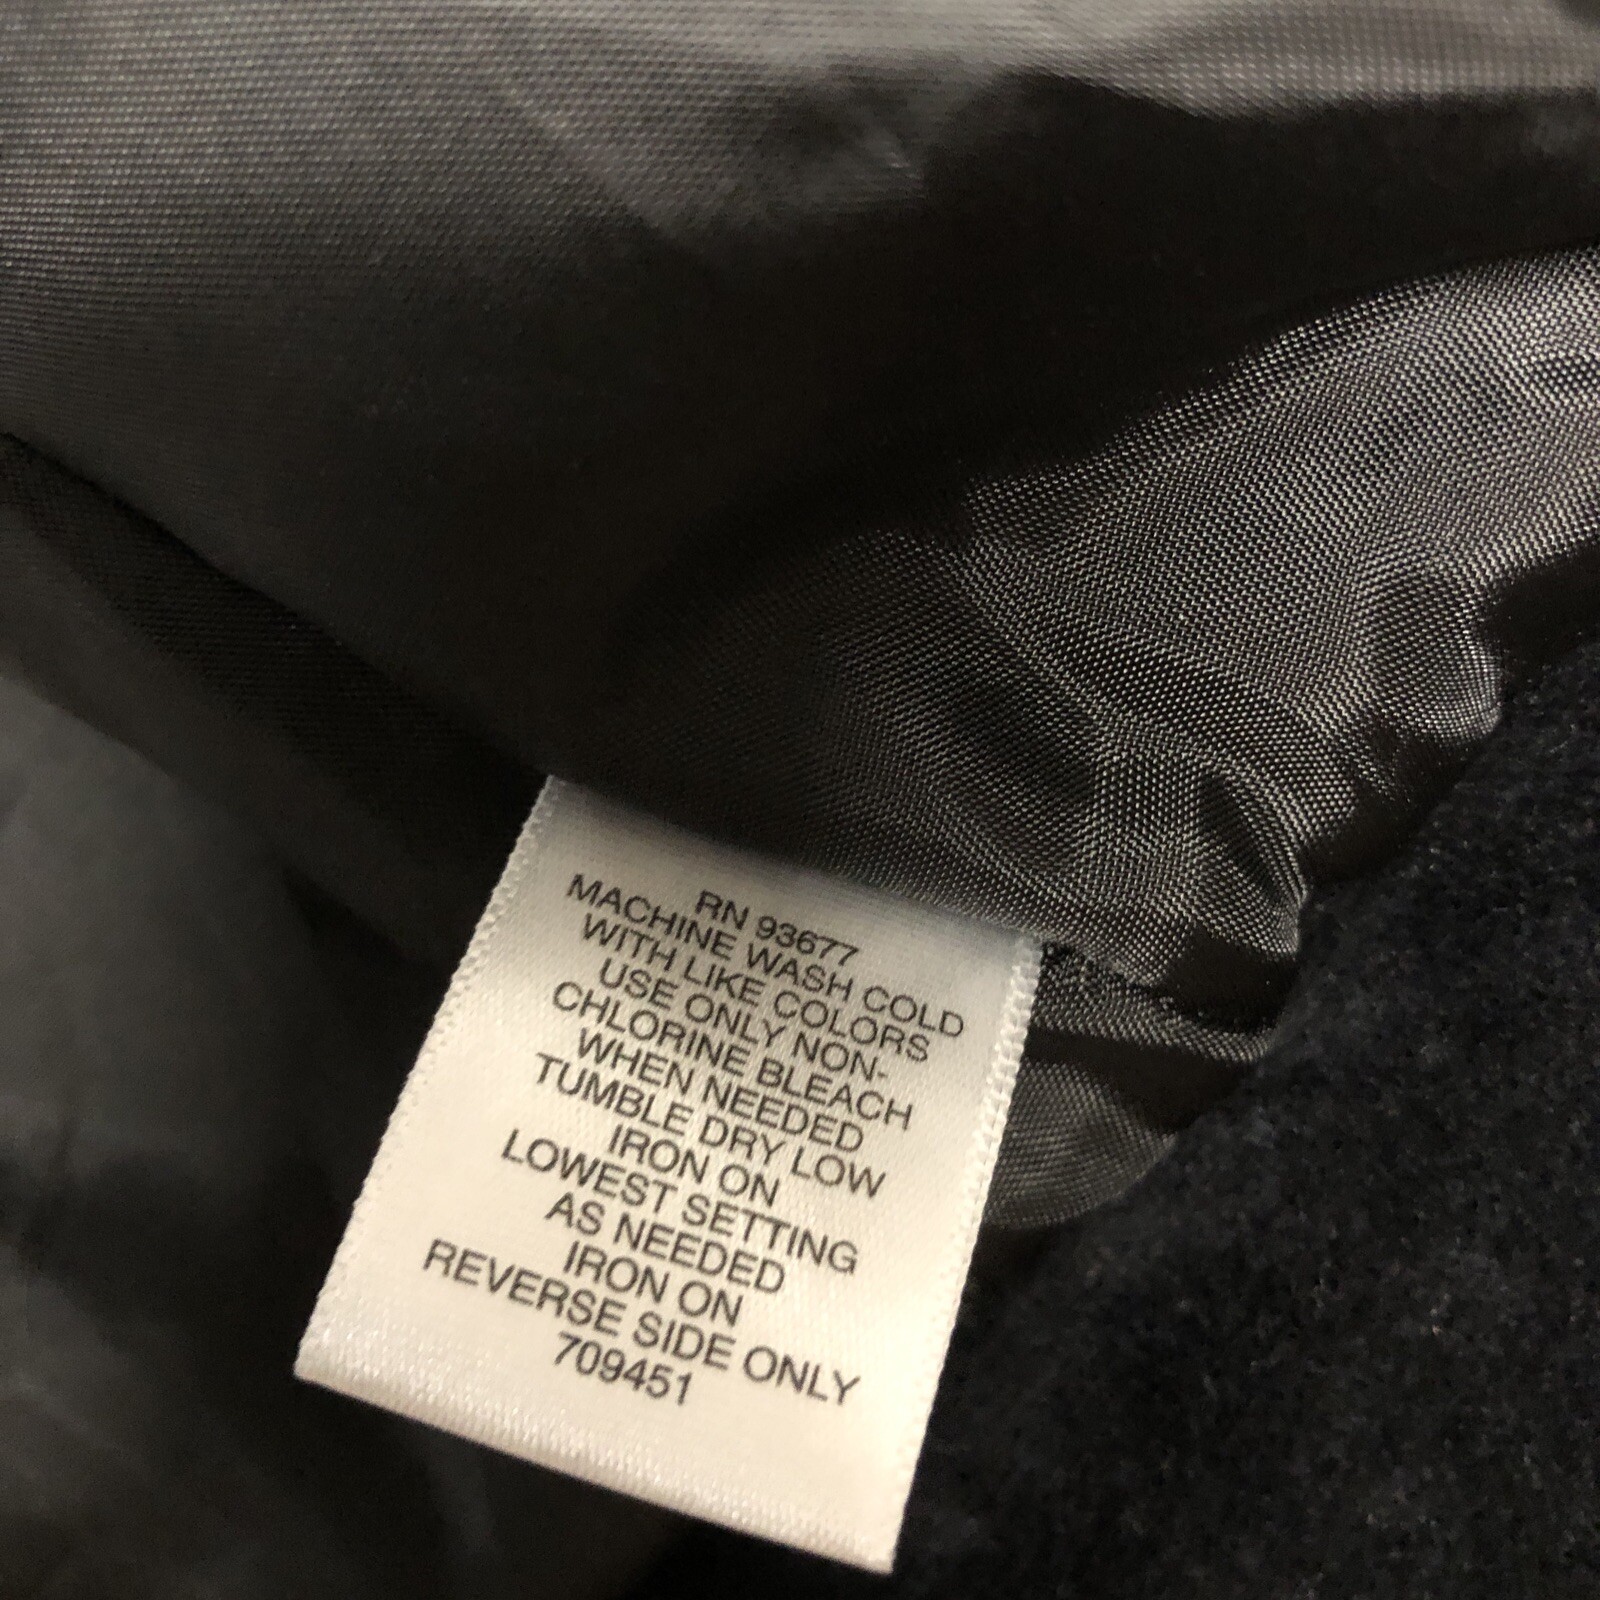 RN 93677
MACHINE WASH COLD
WITH LIKE COLORS
USE ONLY NON-
CHLORINE BLEACH
WHEN NEEDED
TUMBLE DRY LOW
IRON ON
LOWEST SETTING
AS NEEDED
IRON ON
REVERSE SIDE ONLY
709451